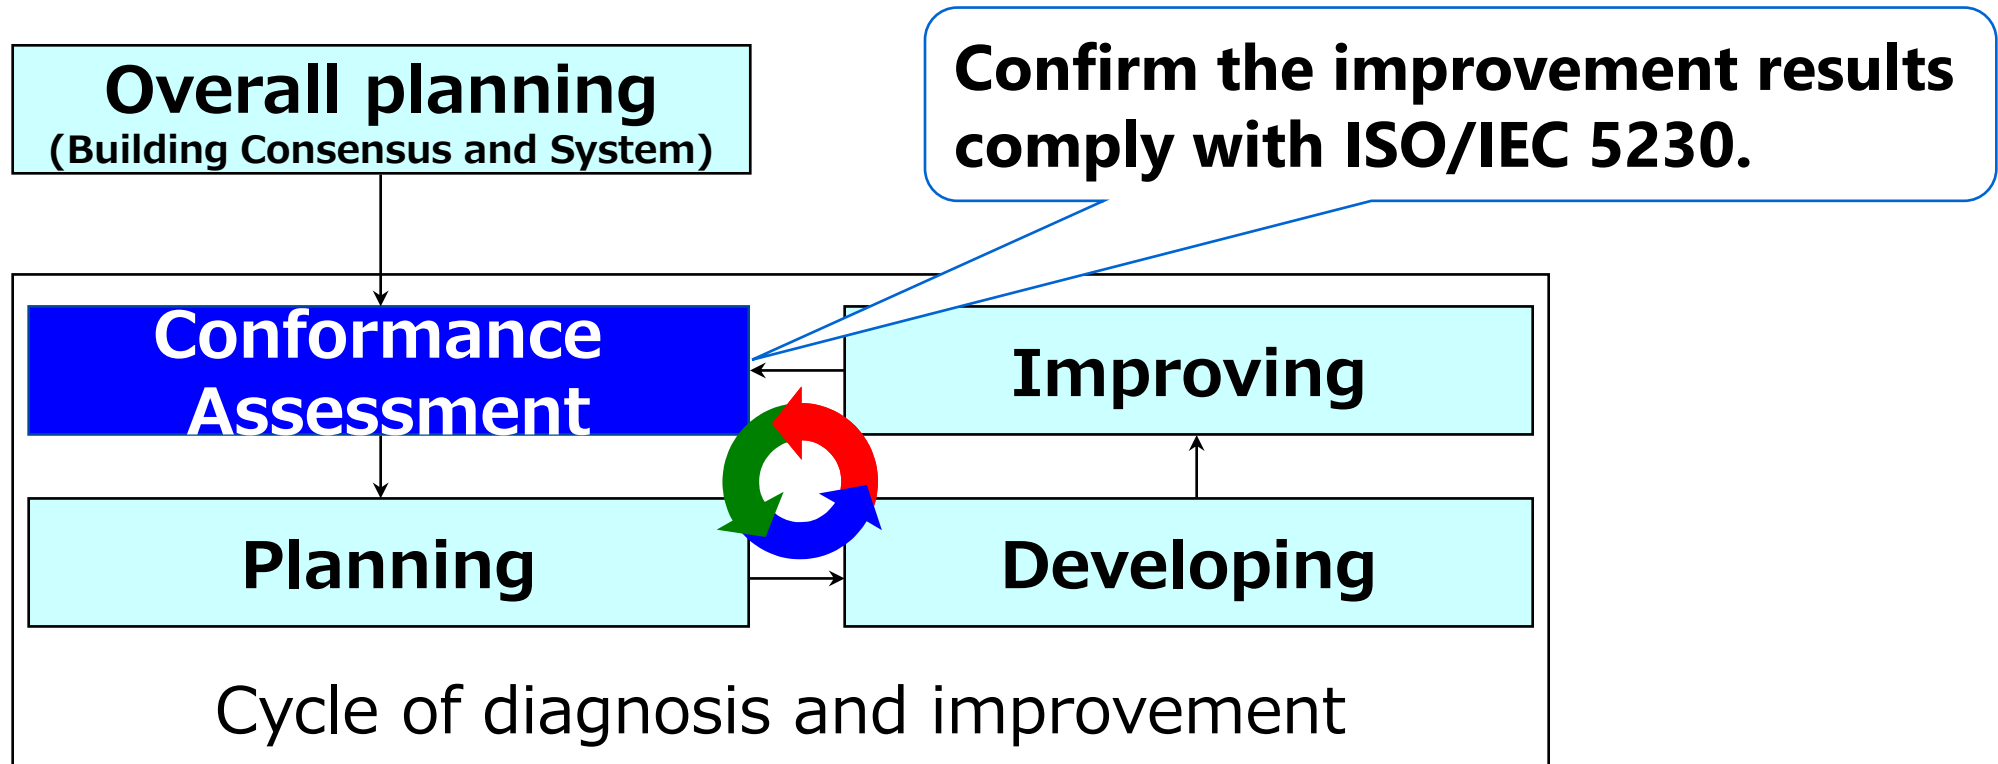 Overall planning
(Building Consensus and System)
Confirm the improvement results
comply with ISO/IEC 5230.
Conformance
Assessment
Improving
Planning
Developing
Cycle of diagnosis and improvement